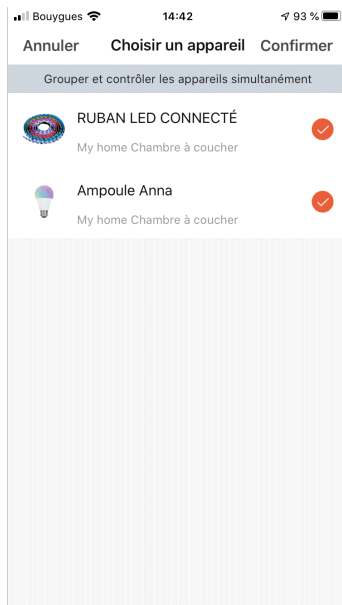 Bouygues 14:42 93 %
Annuler Choisir un appareil Confirmer
Grouper et contrôler les appareils simultanément
RUBAN LED CONNECTÉ
My home Chambre à coucher
Ampoule Anna
My home Chambre à coucher